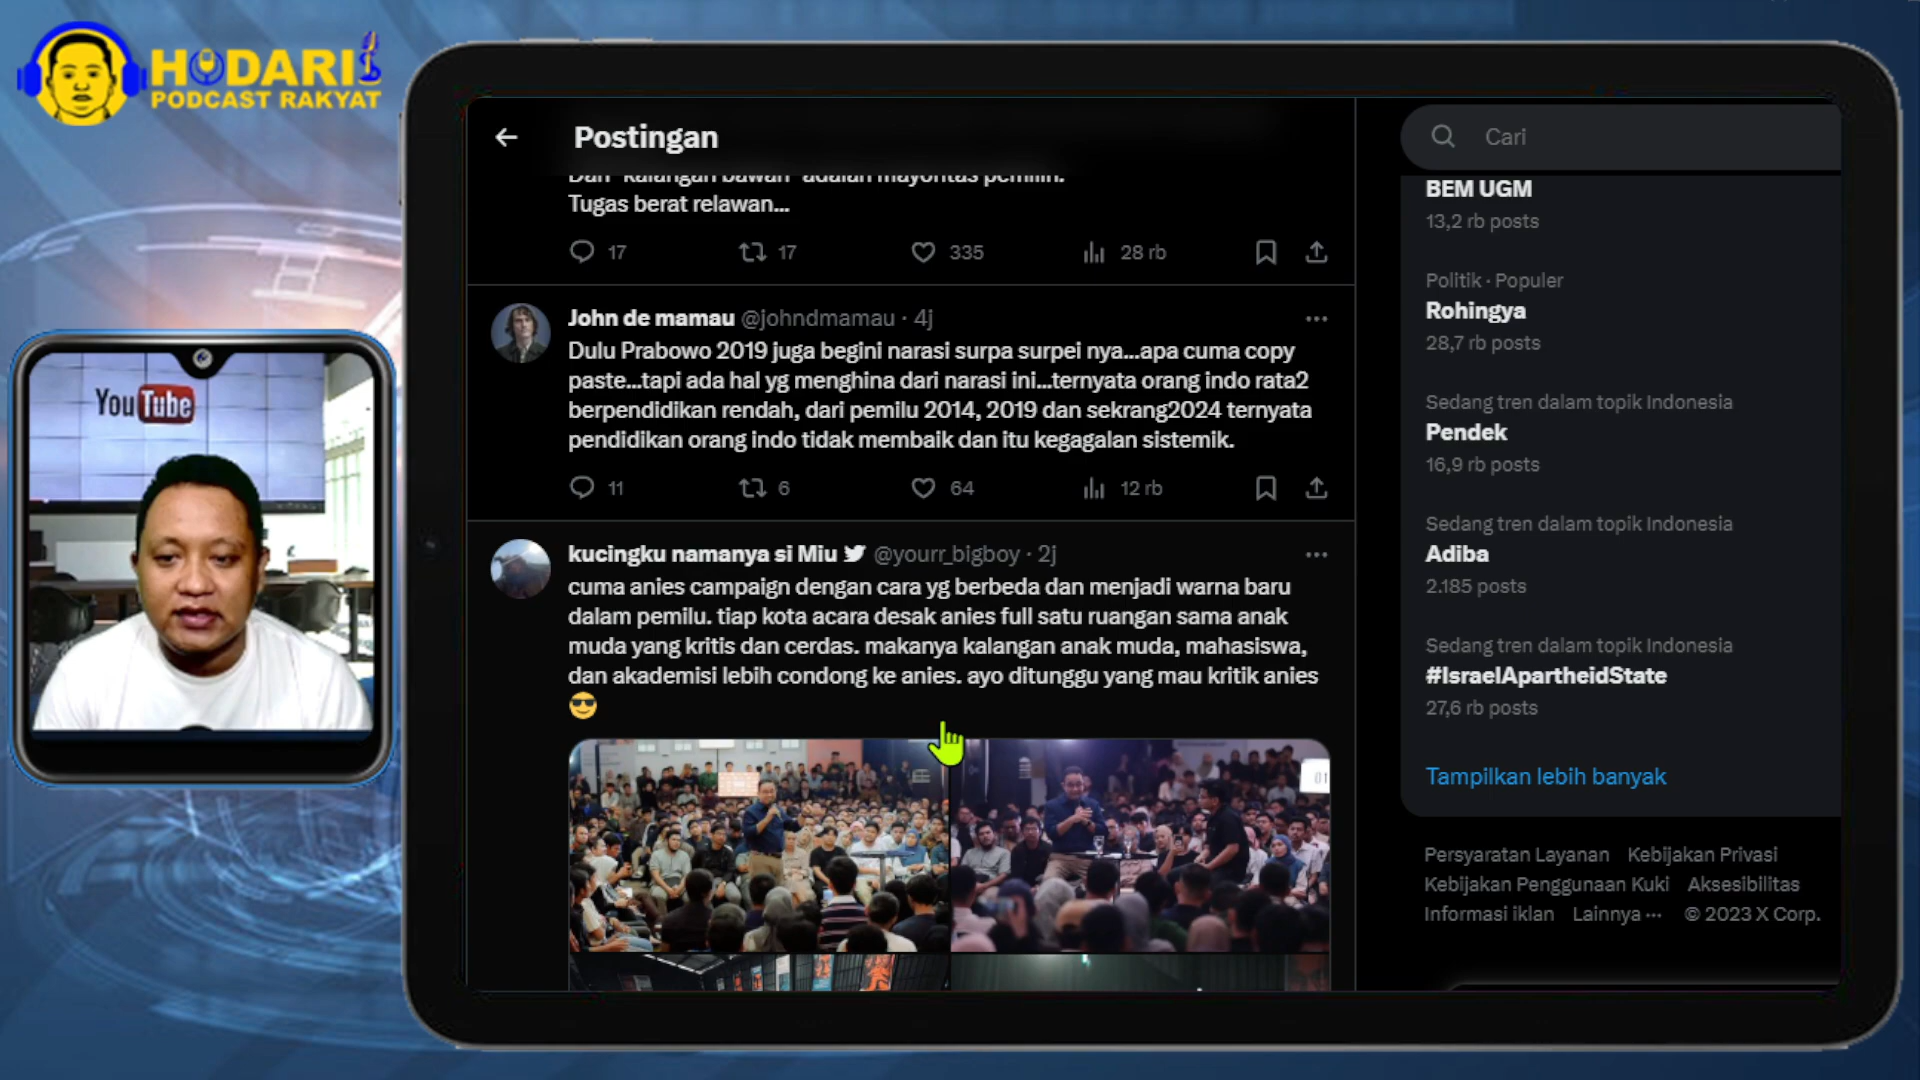 HODARI
PODCAST RAKYAT
YouTube
Postingan
Dan "kalangan bawah" adalah mayoritas pemilih.
Tugas berat relawan...
17 17 335 28 rb
John de mamau @johndmamau · 4j
Dulu Prabowo 2019 juga begini narasi surpa surpei nya...apa cuma copy
paste...tapi ada hal yg menghina dari narasi ini...ternyata orang indo rata2
berpendidikan rendah, dari pemilu 2014, 2019 dan sekrang2024 ternyata
pendidikan orang indo tidak membaik dan itu kegagalan sistemik.
11 6 64 12 rb
kucingku namanya si Miu @yourr_bigboy · 2j
cuma anies campaign dengan cara yg berbeda dan menjadi warna baru
dalam pemilu. tiap kota acara desak anies full satu ruangan sama anak
muda yang kritis dan cerdas. makanya kalangan anak muda, mahasiswa,
dan akademisi lebih condong ke anies. ayo ditunggu yang mau kritik anies
😎
Cari
BEM UGM
13,2 rb posts
Politik · Populer
Rohingya
28,7 rb posts
Sedang tren dalam topik Indonesia
Pendek
16,9 rb posts
Sedang tren dalam topik Indonesia
Adiba
2.185 posts
Sedang tren dalam topik Indonesia
#IsraelApartheidState
27,6 rb posts
Tampilkan lebih banyak
Persyaratan Layanan Kebijakan Privasi
Kebijakan Penggunaan Kuki Aksesibilitas
Informasi iklan Lainnya ··· © 2023 X Corp.